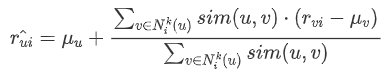 $\hat{r_{ui}} = \mu_u + \frac{\sum_{v \in N_i^k(u)} sim(u, v) \cdot (r_{vi} - \mu_v)}{\sum_{v \in N_i^k(u)} sim(u, v)}$